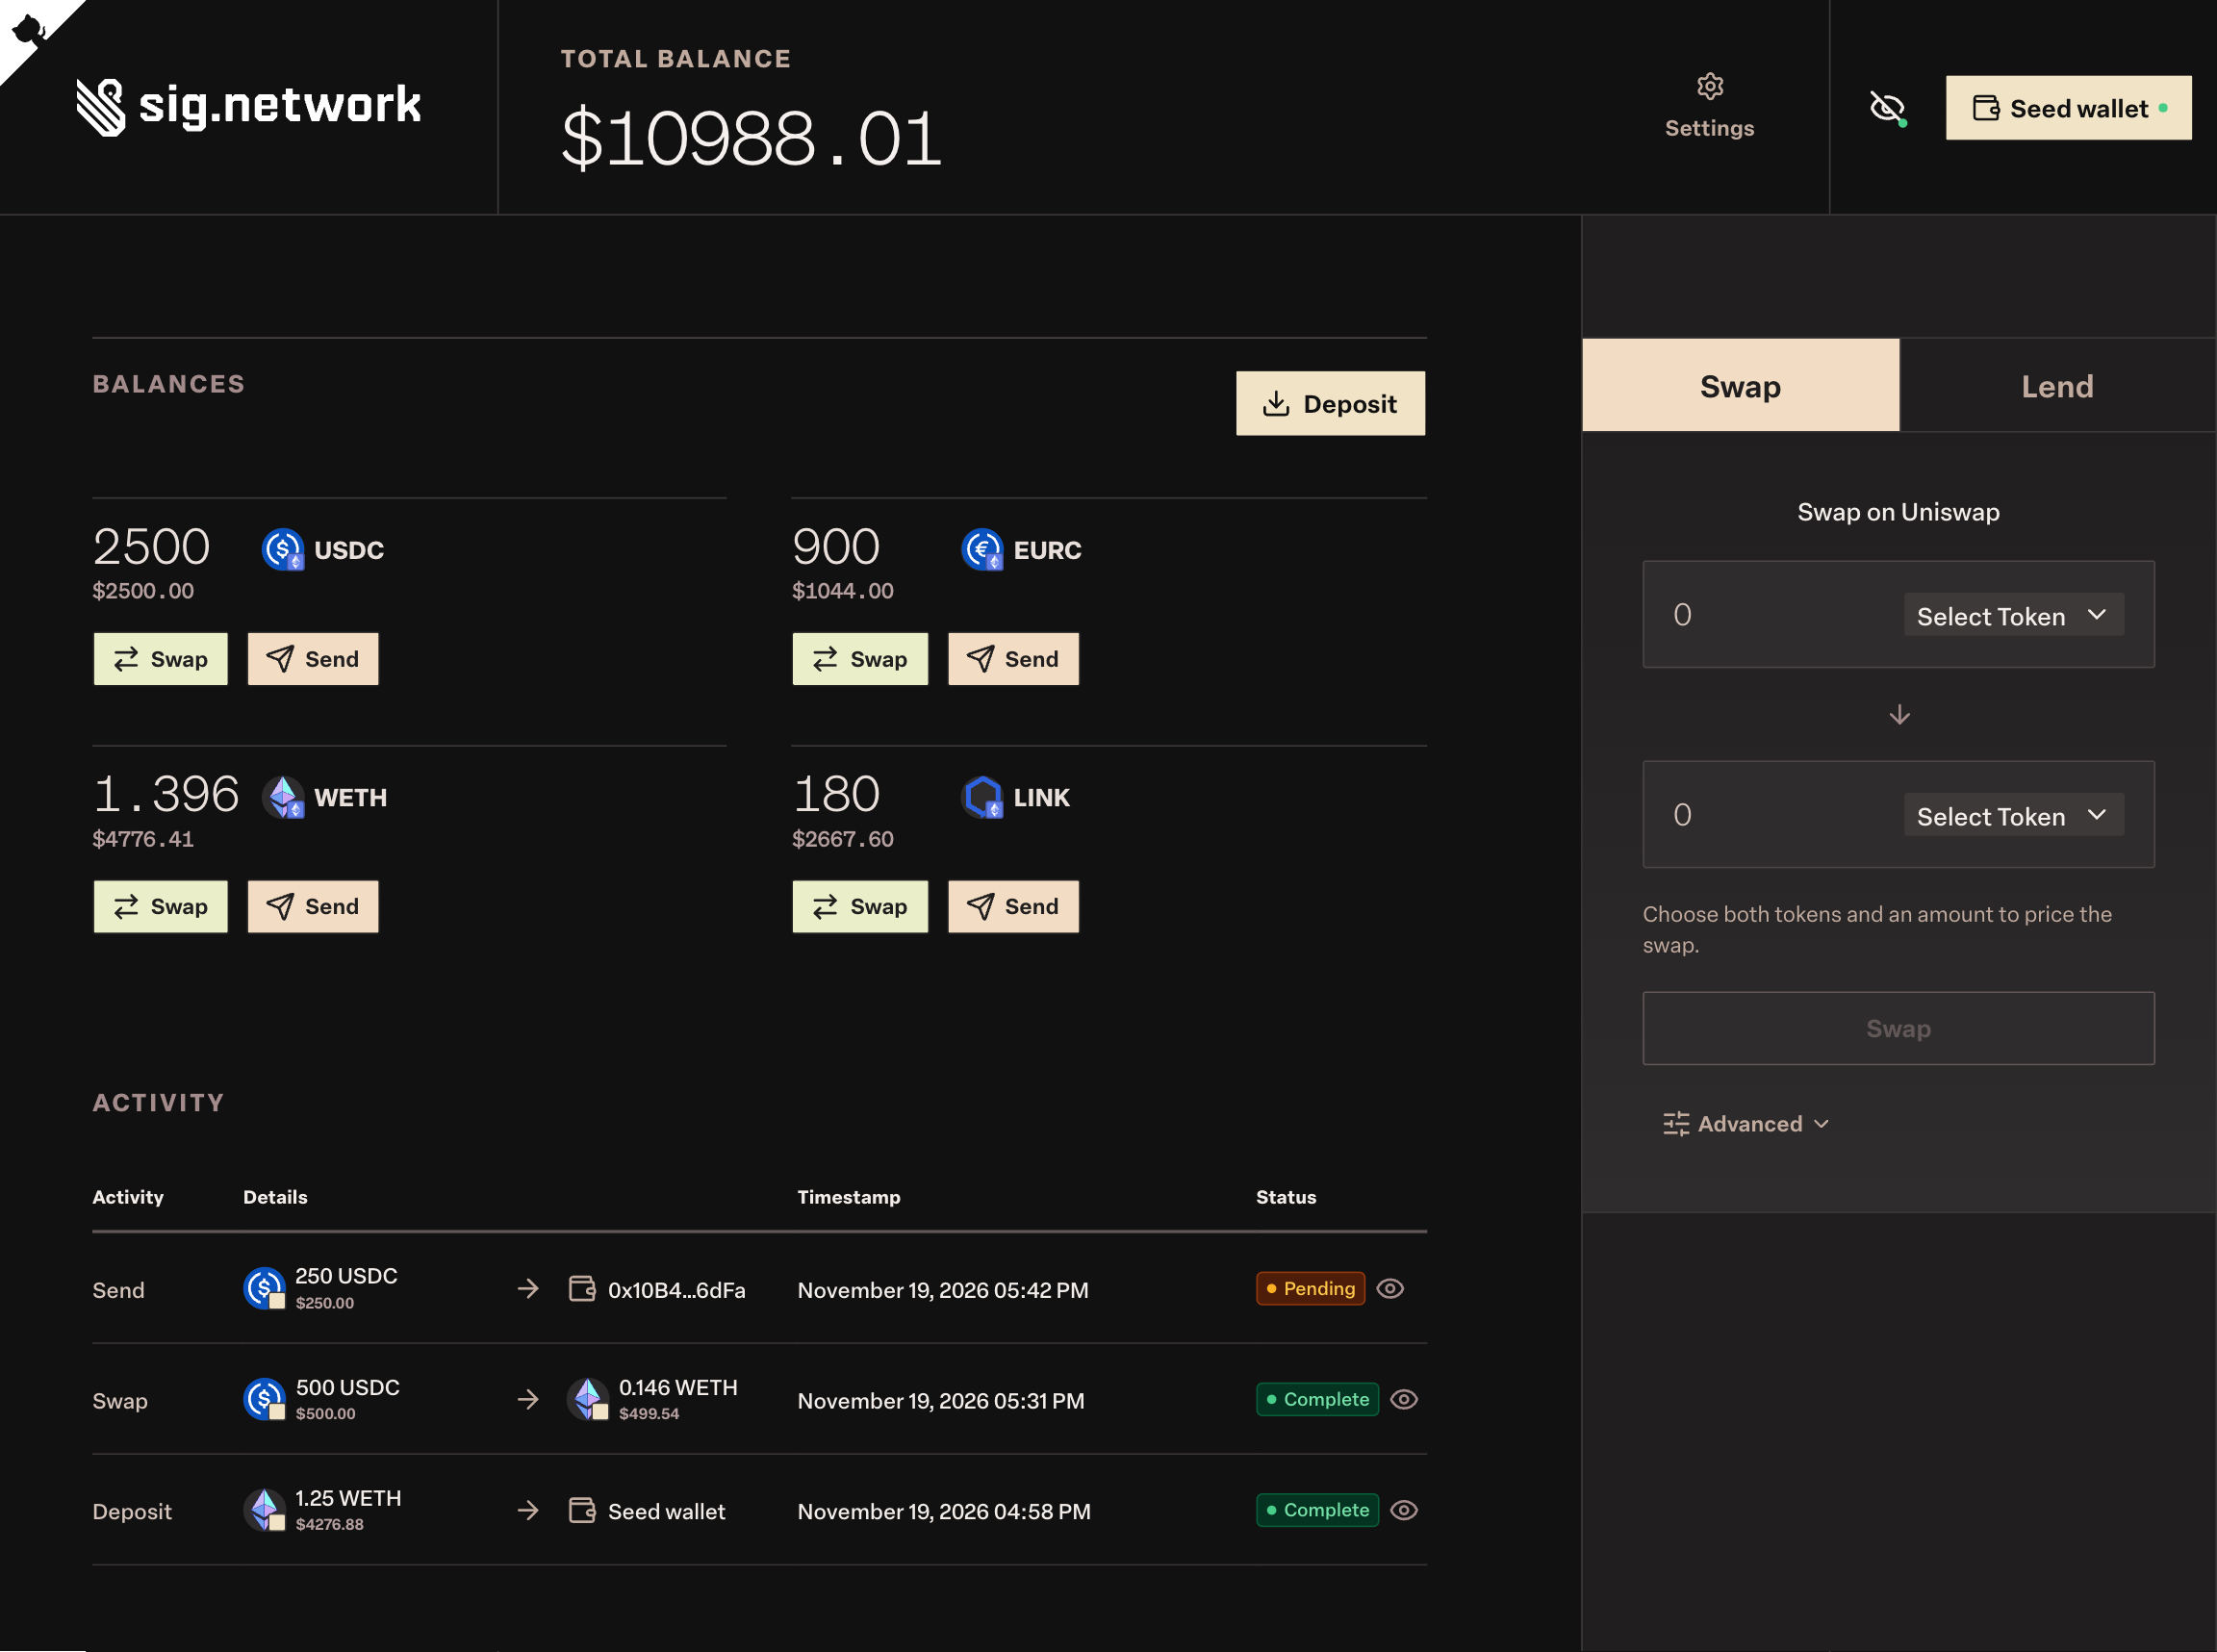 sig.network
TOTAL BALANCE
$10988.01
Settings
Seed wallet
BALANCES
Deposit
2500 USDC
$2500.00
Swap Send
900 EURC
$1044.00
Swap Send
1.396 WETH
$4776.41
Swap Send
180 LINK
$2667.60
Swap Send
ACTIVITY
Activity Details Timestamp Status
Send 250 USDC $250.00 → 0x10B4...6dFa November 19, 2026 05:42 PM Pending
Swap 500 USDC $500.00 → 0.146 WETH $499.54 November 19, 2026 05:31 PM Complete
Deposit 1.25 WETH $4276.88 → Seed wallet November 19, 2026 04:58 PM Complete
Swap Lend
Swap on Uniswap
0 Select Token
0 Select Token
Choose both tokens and an amount to price the
swap.
Swap
Advanced